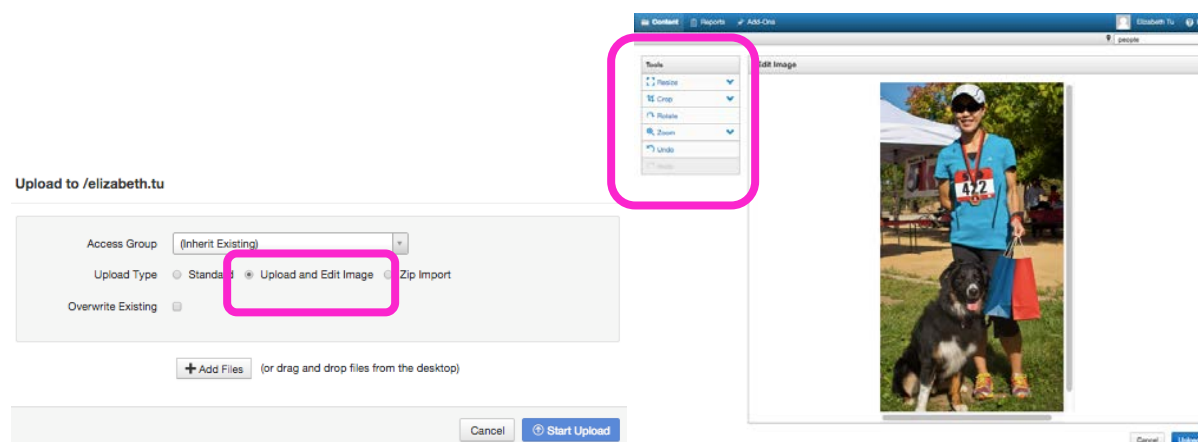 Content Reports Add-Ons Elizabeth Tu
people
Tools
Resize
Crop
Rotate
Zoom
Undo
Redo
Edit Image
422
Upload to /elizabeth.tu
Access Group (Inherit Existing)
Upload Type Standard Upload and Edit Image Zip Import
Overwrite Existing
Add Files (or drag and drop files from the desktop)
Cancel Start Upload
Cancel